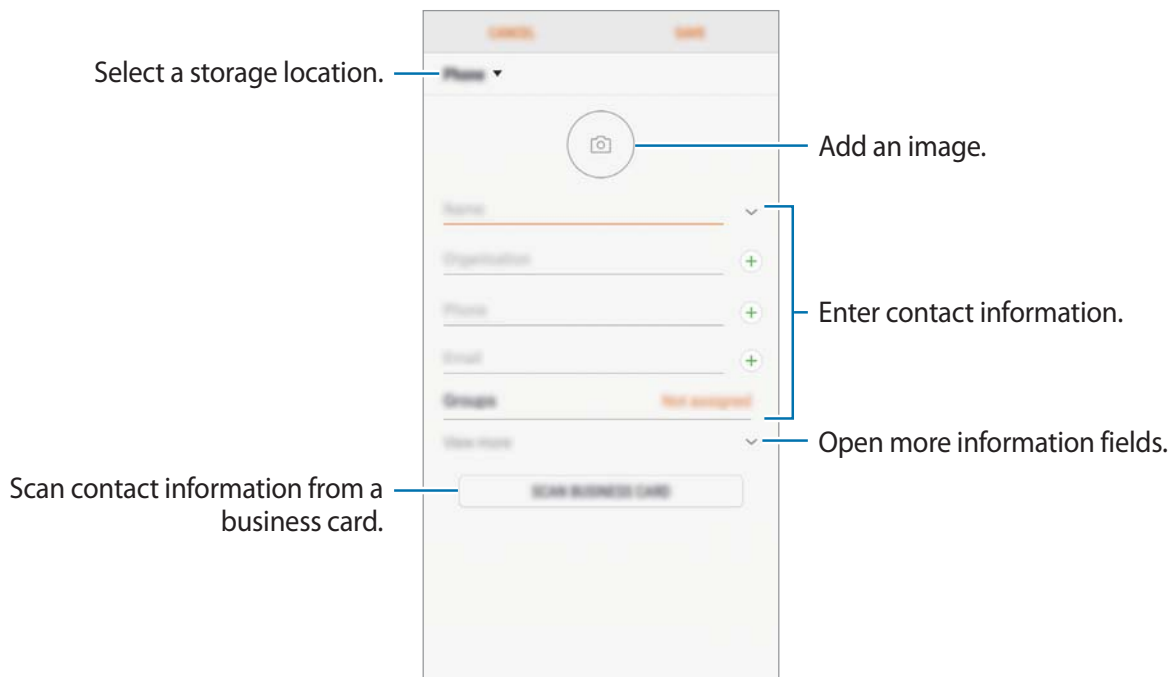 CANCEL
SAVE
Select a storage location.
Phone
Add an image.
Name
Organisation
Phone
Enter contact information.
Email
Groups
Not assigned
View more
Open more information fields.
Scan contact information from a
business card.
SCAN BUSINESS CARD